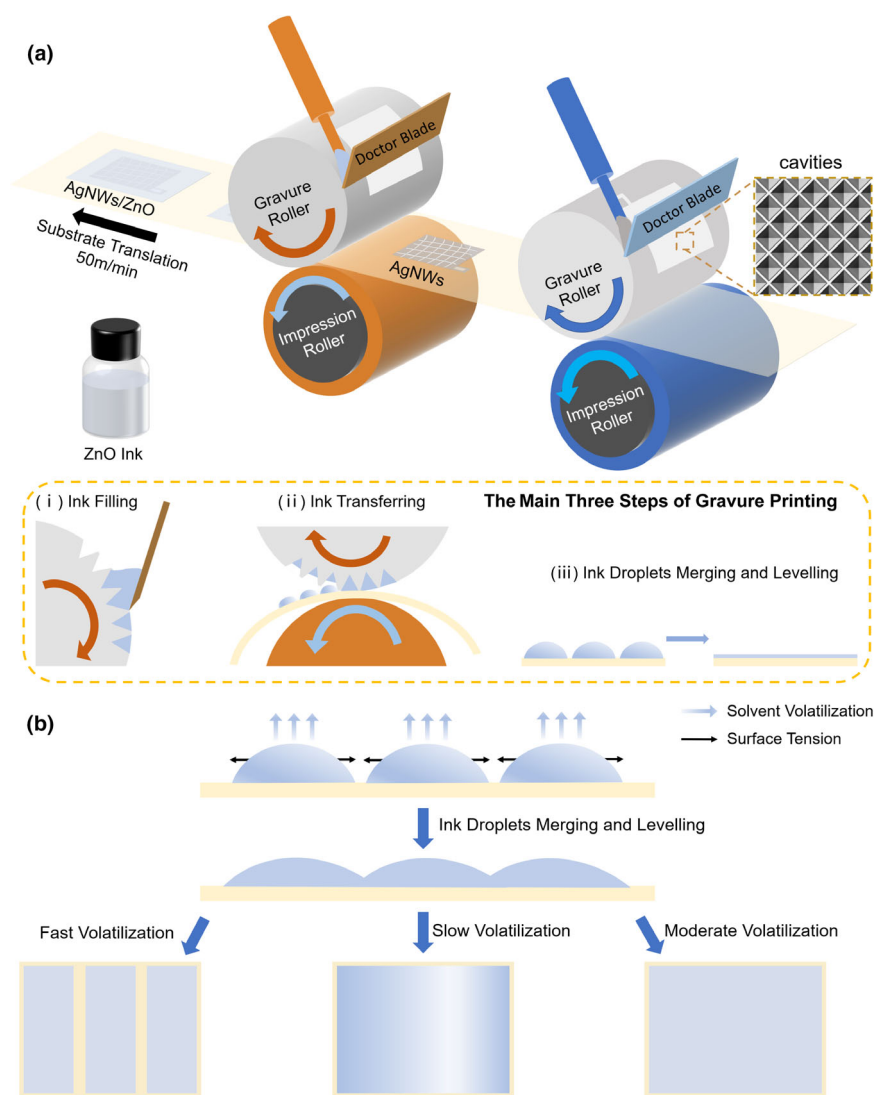 (a)
Doctor Blade
Gravure
Roller
AgNWs/ZnO
Substrate Translation
50m/min
AgNWs
Impression
Roller
Doctor Blade
cavities
Gravure
Roller
Impression
Roller
ZnO Ink
(i) Ink Filling
(ii) Ink Transferring
The Main Three Steps of Gravure Printing
(iii) Ink Droplets Merging and Levelling
(b)
Solvent Volatilization
Surface Tension
Ink Droplets Merging and Levelling
Fast Volatilization
Slow Volatilization
Moderate Volatilization